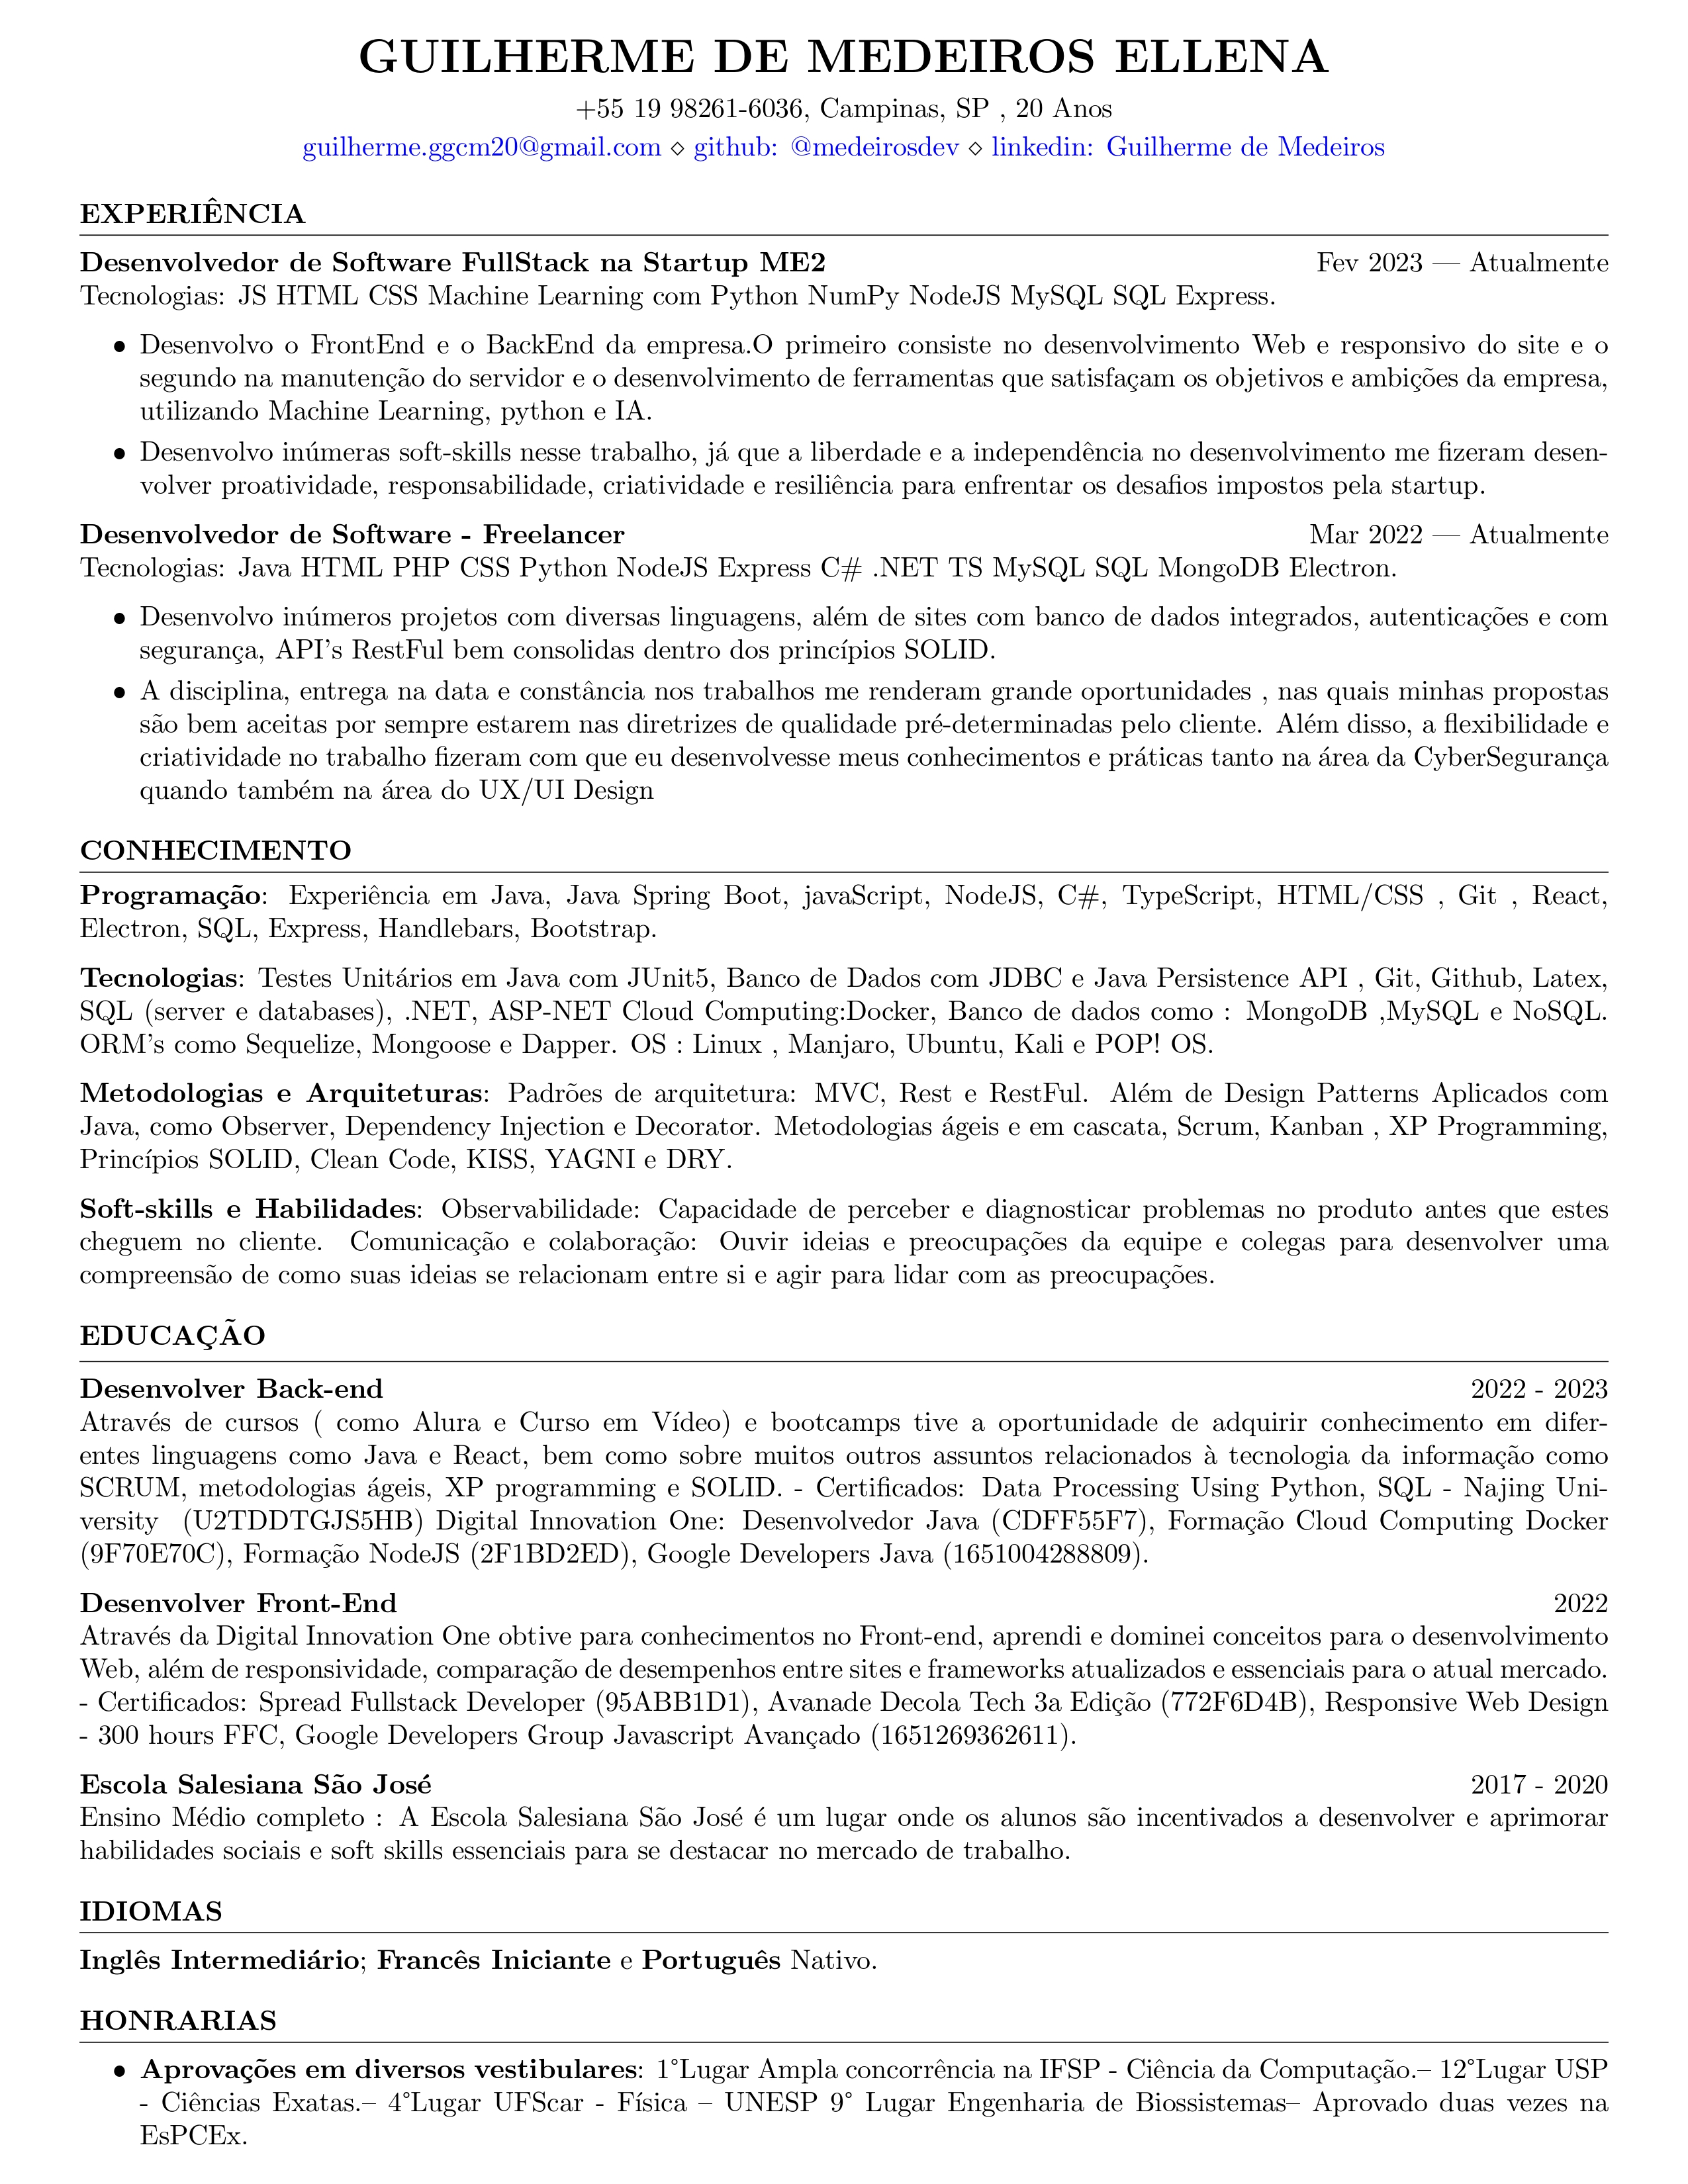 GUILHERME DE MEDEIROS ELLENA
+55 19 98261-6036, Campinas, SP , 20 Anos
guilherme.ggcm20@gmail.com ⋄ github: @medeirosdev ⋄ linkedin: Guilherme de Medeiros
EXPERIÊNCIA
Desenvolvedor de Software FullStack na Startup ME2 Fev 2023 — Atualmente
Tecnologias: JS HTML CSS Machine Learning com Python NumPy NodeJS MySQL SQL Express.
• Desenvolvo o FrontEnd e o BackEnd da empresa.O primeiro consiste no desenvolvimento Web e responsivo do site e o
segundo na manutenção do servidor e o desenvolvimento de ferramentas que satisfaçam os objetivos e ambições da empresa,
utilizando Machine Learning, python e IA.
• Desenvolvo inúmeras soft-skills nesse trabalho, já que a liberdade e a independência no desenvolvimento me fizeram desen-
volver proatividade, responsabilidade, criatividade e resiliência para enfrentar os desafios impostos pela startup.
Desenvolvedor de Software - Freelancer Mar 2022 — Atualmente
Tecnologias: Java HTML PHP CSS Python NodeJS Express C# .NET TS MySQL SQL MongoDB Electron.
• Desenvolvo inúmeros projetos com diversas linguagens, além de sites com banco de dados integrados, autenticações e com
segurança, API's RestFul bem consolidas dentro dos princípios SOLID.
• A disciplina, entrega na data e constância nos trabalhos me renderam grande oportunidades , nas quais minhas propostas
são bem aceitas por sempre estarem nas diretrizes de qualidade pré-determinadas pelo cliente. Além disso, a flexibilidade e
criatividade no trabalho fizeram com que eu desenvolvesse meus conhecimentos e práticas tanto na área da CyberSegurança
quando também na área do UX/UI Design
CONHECIMENTO
Programação: Experiência em Java, Java Spring Boot, javaScript, NodeJS, C#, TypeScript, HTML/CSS , Git , React,
Electron, SQL, Express, Handlebars, Bootstrap.
Tecnologias: Testes Unitários em Java com JUnit5, Banco de Dados com JDBC e Java Persistence API , Git, Github, Latex,
SQL (server e databases), .NET, ASP-NET Cloud Computing:Docker, Banco de dados como : MongoDB ,MySQL e NoSQL.
ORM's como Sequelize, Mongoose e Dapper. OS : Linux , Manjaro, Ubuntu, Kali e POP! OS.
Metodologias e Arquiteturas: Padrões de arquitetura: MVC, Rest e RestFul. Além de Design Patterns Aplicados com
Java, como Observer, Dependency Injection e Decorator. Metodologias ágeis e em cascata, Scrum, Kanban , XP Programming,
Princípios SOLID, Clean Code, KISS, YAGNI e DRY.
Soft-skills e Habilidades: Observabilidade: Capacidade de perceber e diagnosticar problemas no produto antes que estes
cheguem no cliente. Comunicação e colaboração: Ouvir ideias e preocupações da equipe e colegas para desenvolver uma
compreensão de como suas ideias se relacionam entre si e agir para lidar com as preocupações.
EDUCAÇÃO
Desenvolver Back-end 2022 - 2023
Através de cursos ( como Alura e Curso em Vídeo) e bootcamps tive a oportunidade de adquirir conhecimento em difer-
entes linguagens como Java e React, bem como sobre muitos outros assuntos relacionados à tecnologia da informação como
SCRUM, metodologias ágeis, XP programming e SOLID. - Certificados: Data Processing Using Python, SQL - Najing Uni-
versity (U2TDDTGJS5HB) Digital Innovation One: Desenvolvedor Java (CDFF55F7), Formação Cloud Computing Docker
(9F70E70C), Formação NodeJS (2F1BD2ED), Google Developers Java (1651004288809).
Desenvolver Front-End 2022
Através da Digital Innovation One obtive para conhecimentos no Front-end, aprendi e dominei conceitos para o desenvolvimento
Web, além de responsividade, comparação de desempenhos entre sites e frameworks atualizados e essenciais para o atual mercado.
- Certificados: Spread Fullstack Developer (95ABB1D1), Avanade Decola Tech 3a Edição (772F6D4B), Responsive Web Design
- 300 hours FFC, Google Developers Group Javascript Avançado (1651269362611).
Escola Salesiana São José 2017 - 2020
Ensino Médio completo : A Escola Salesiana São José é um lugar onde os alunos são incentivados a desenvolver e aprimorar
habilidades sociais e soft skills essenciais para se destacar no mercado de trabalho.
IDIOMAS
Inglês Intermediário; Francês Iniciante e Português Nativo.
HONRARIAS
• Aprovações em diversos vestibulares: 1°Lugar Ampla concorrência na IFSP - Ciência da Computação.– 12°Lugar USP
- Ciências Exatas.– 4°Lugar UFScar - Física – UNESP 9° Lugar Engenharia de Biossistemas– Aprovado duas vezes na
EsPCEx.